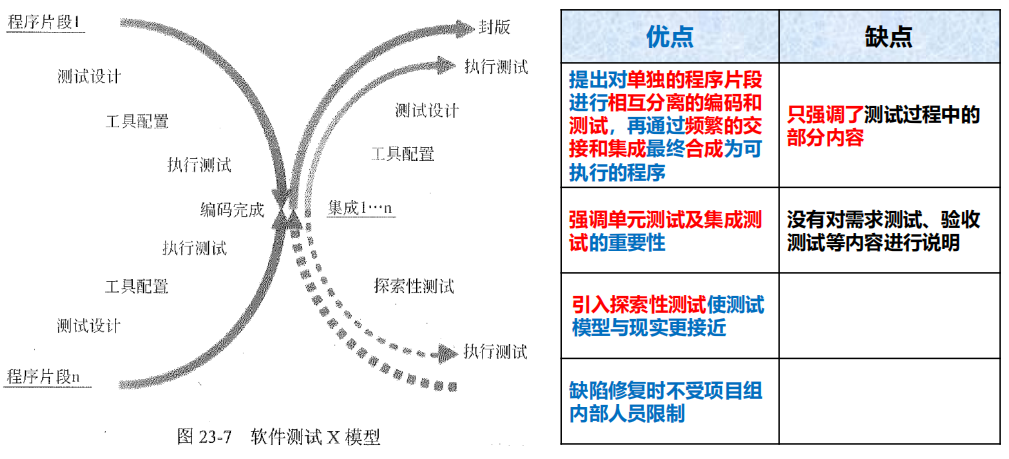 程序片段1
测试设计
工具配置
执行测试
编码完成
执行测试
工具配置
测试设计
程序片段n
封版
执行测试
测试设计
工具配置
集成1…n
探索性测试
执行测试
图 23-7 软件测试 X 模型
优点
缺点
提出对单独的程序片段
进行相互分离的编码和
测试，再通过频繁的交
接和集成最终合成为可
执行的程序
只强调了测试过程中的
部分内容
强调单元测试及集成测
试的重要性
没有对需求测试、验收
测试等内容进行说明
引入探索性测试使测试
模型与现实更接近
缺陷修复时不受项目组
内部人员限制